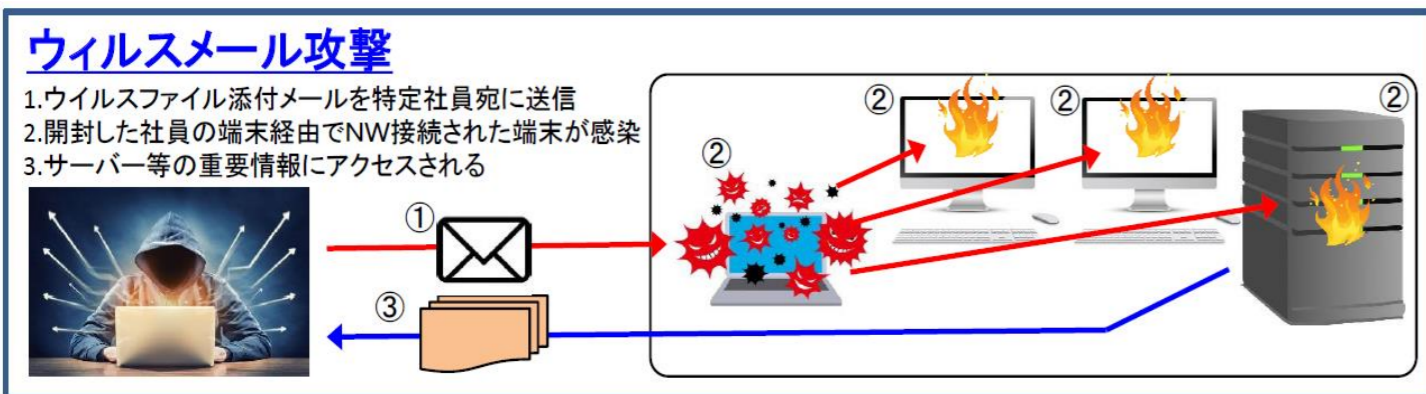 ウィルスメール攻撃
1.ウイルスファイル添付メールを特定社員宛に送信
2.開封した社員の端末経由でNW接続された端末が感染
3.サーバー等の重要情報にアクセスされる
②
②
②
②
①
③